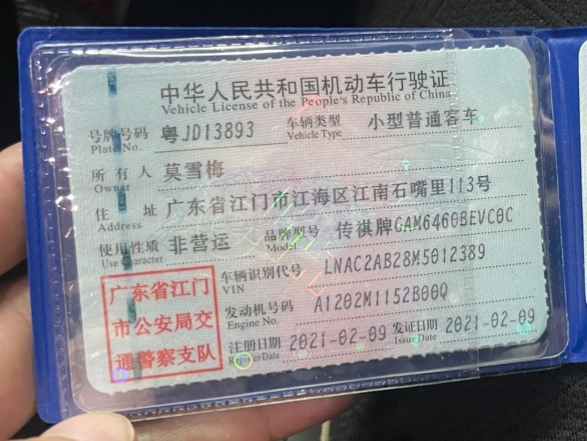 中华人民共和国机动车行驶证
Vehicle License of the People's Republic of China
号牌号码 粤JD13893 车辆类型 小型普通客车
Plate No. Vehicle Type
所有人 莫雪梅
Owner
住址 广东省江门市江海区江南石嘴里113号
Address
使用性质 非营运 品牌型号 传祺牌GAM6460BEVC0C
Use Character Model
车辆识别代号 LNAC2AB28M5012389
VIN
发动机号码 A1202M1152B00Q
Engine No.
注册日期 2021-02-09 发证日期 2021-02-09
Register Date Issue Date
广东省江门
市公安局交
通警察支队